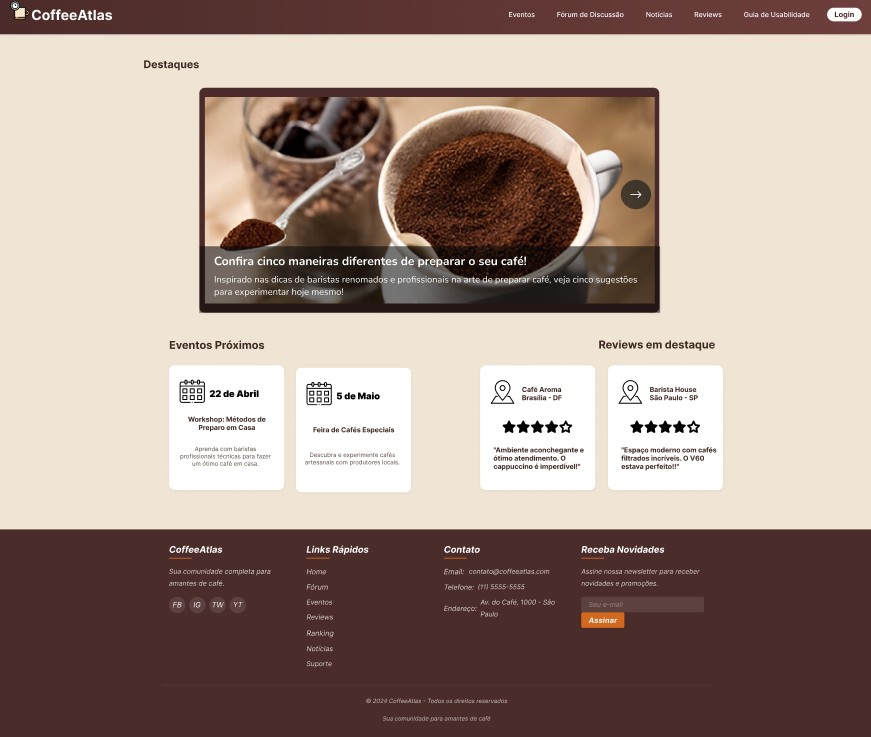 CoffeeAtlas
Eventos
Fórum de Discussão
Notícias
Reviews
Guia de Usabilidade
Login
Destaques
Confira cinco maneiras diferentes de preparar o seu café!
Inspirado nas dicas de baristas renomados e profissionais na arte de preparar café, veja cinco sugestões
para experimentar hoje mesmo!
Eventos Próximos
22 de Abril
Workshop: Métodos de
Preparo em Casa
Aprenda com baristas
profissionais técnicas para fazer
um ótimo café em casa.
5 de Maio
Feira de Cafés Especiais
Descubra e experimente cafés
artesanais com produtores locais.
Reviews em destaque
Café Aroma
Brasília - DF
"Ambiente aconchegante e
ótimo atendimento. O
cappuccino é imperdível!"
Barista House
São Paulo - SP
"Espaço moderno com cafés
filtrados incríveis. O V60
estava perfeito!!"
CoffeeAtlas
Sua comunidade completa para
amantes de café.
FB
IG
TW
YT
Links Rápidos
Home
Fórum
Eventos
Reviews
Ranking
Notícias
Suporte
Contato
Email: contato@coffeeatlas.com
Telefone: (11) 5555-5555
Endereço: Av. do Café, 1000 - São
Paulo
Receba Novidades
Assine nossa newsletter para receber
novidades e promoções.
Seu e-mail
Assinar
© 2024 CoffeeAtlas - Todos os direitos reservados
Sua comunidade para amantes de café